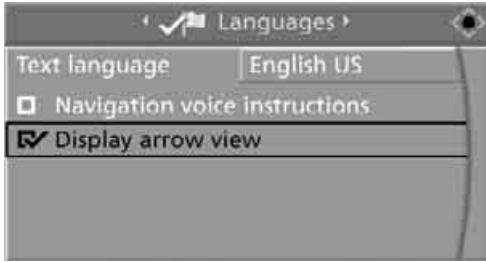 Languages
Text language English US
Navigation voice instructions
Display arrow view